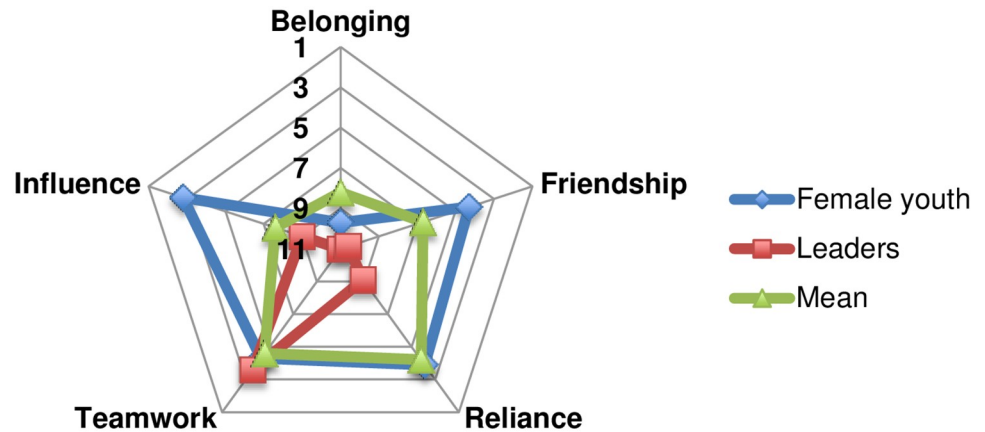 Belonging
1
3
5
7
9
11
Influence
Friendship
Teamwork
Reliance
Female youth
Leaders
Mean